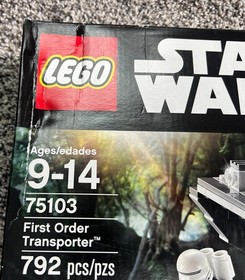 LEGO
STAR
WAR
Ages/edades
9-14
75103
First Order
Transporter™
792 pcs/pzs